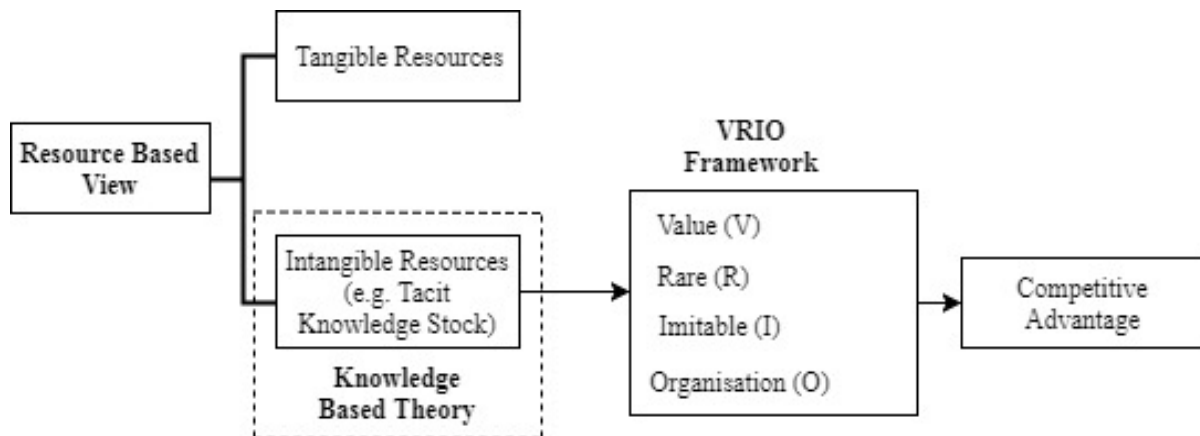 Tangible Resources
Resource Based
View
Intangible Resources
(e.g. Tacit
Knowledge Stock)
Knowledge
Based Theory
VRIO
Framework
Value (V)
Rare (R)
Imitable (I)
Organisation (O)
Competitive
Advantage